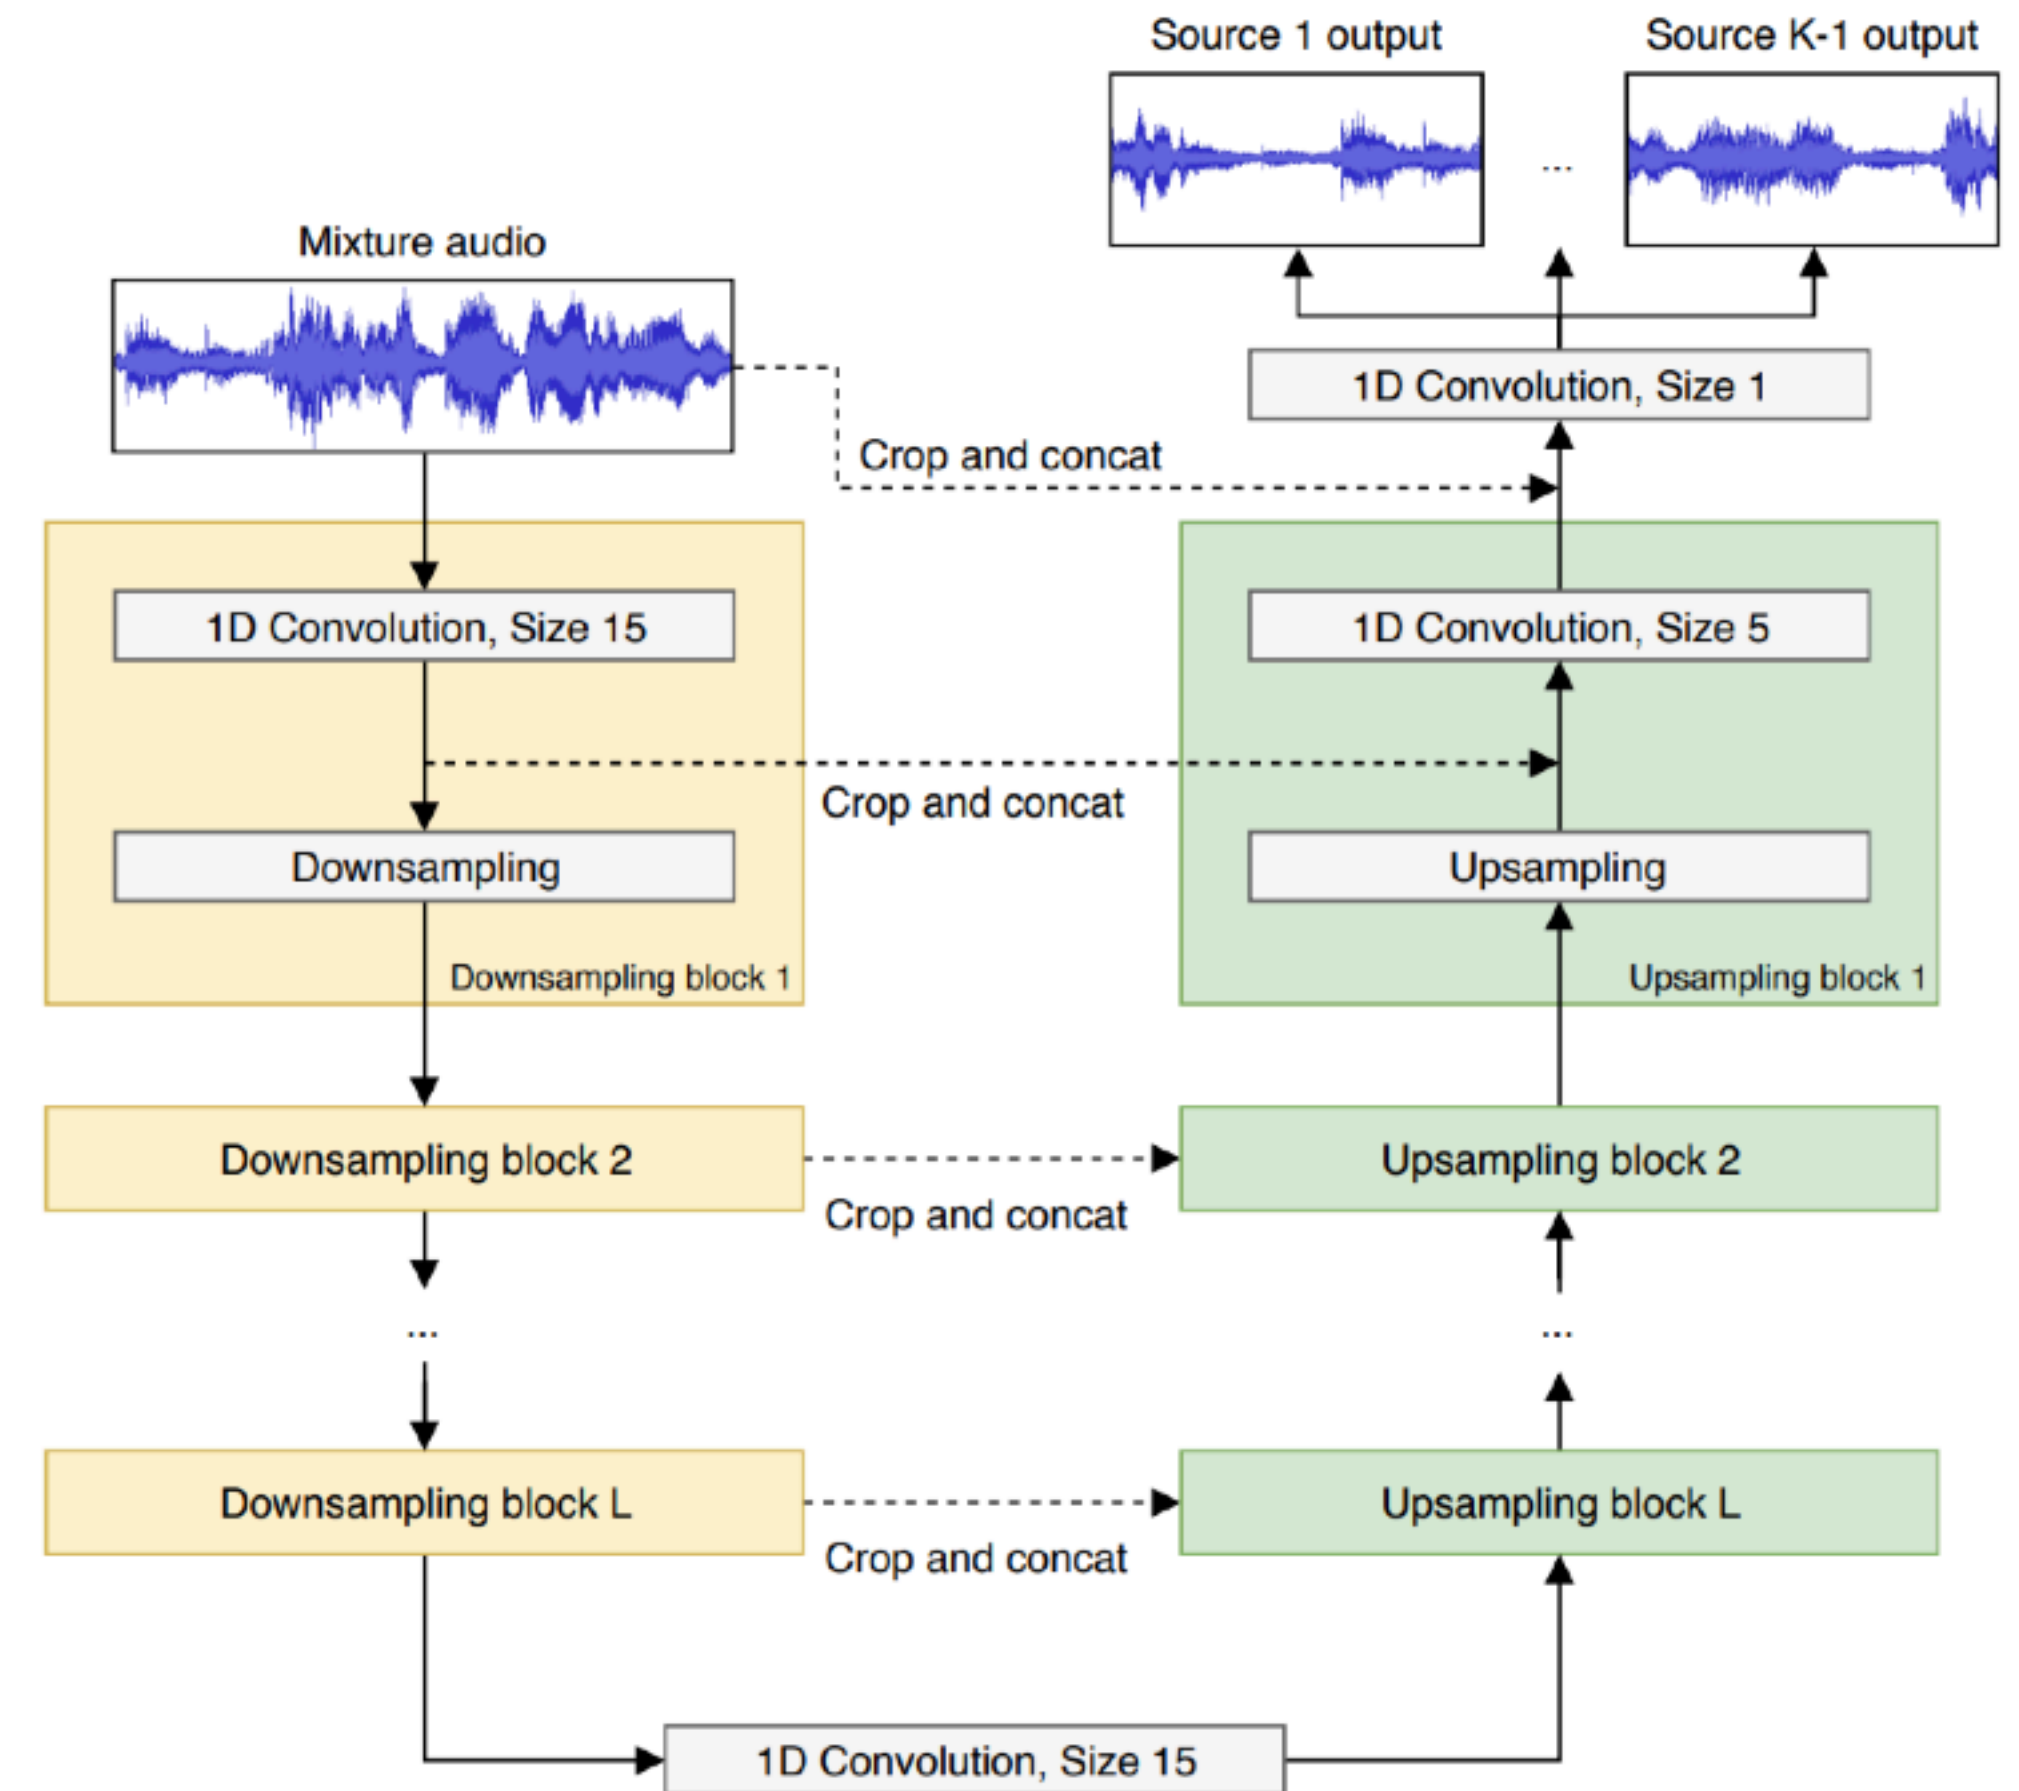 Source 1 output
Source K-1 output
...
Mixture audio
1D Convolution, Size 1
Crop and concat
1D Convolution, Size 15
1D Convolution, Size 5
Crop and concat
Downsampling
Upsampling
Downsampling block 1
Upsampling block 1
Downsampling block 2
Upsampling block 2
Crop and concat
...
...
Downsampling block L
Upsampling block L
Crop and concat
1D Convolution, Size 15